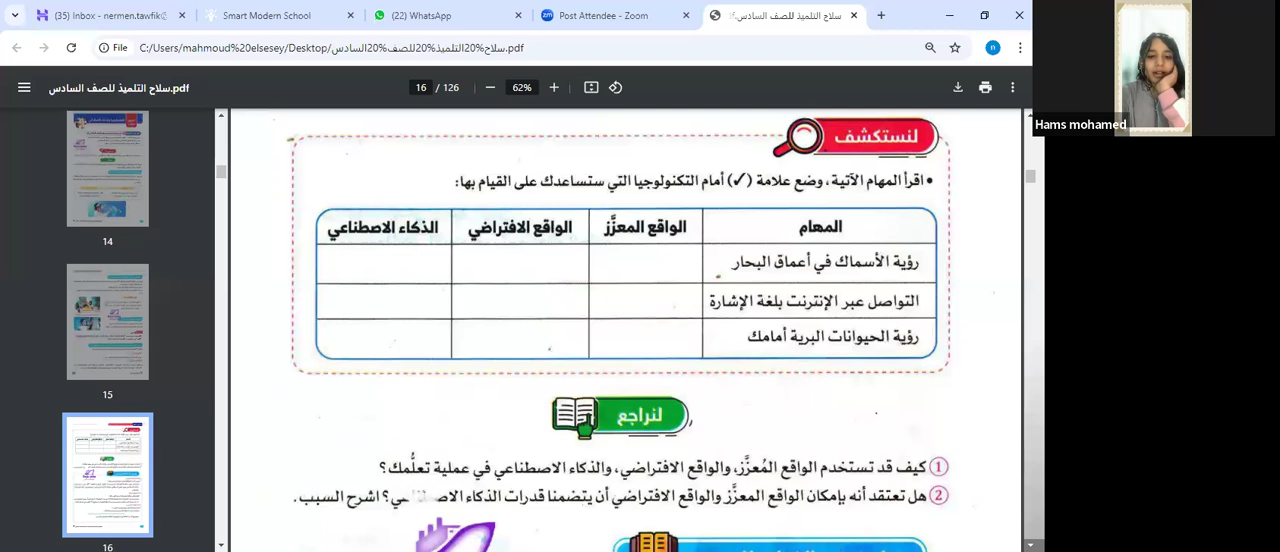 (35) Inbox - nermen.tawfik@
Smart Modern School
(22) Wha
Post Attendee - Zoom
سلاح التلميذ للصف السادس.
File
C:/Users/mahmoud%20elsesey/Desktop/سلاح%20التلميذ%20للصف%20السادس.pdf
سلاح التلميذ للصف السادس.pdf
16 / 126
62%
Hams mohamed
14
15
16
لنستكشف
• اقرأ المهام الآتية، وضع علامة (✓) أمام التكنولوجيا التي ستساعدك على القيام بها:
المهام الواقع المعزَّز الواقع الافتراضي الذكاء الاصطناعي
رؤية الأسماك في أعماق البحار.
التواصل عبر الإنترنت بلغة الإشارة
رؤية الحيوانات البرية أمامك
لنراجع
1 كيف قد تستخدم الواقع المُعزَّز، والواقع الافتراضي، والذكاء الاصطناعي في عملية تعلُّمك؟
2 هل تعتقد أنه بإمكان الواقع المعزَّز والواقع الافتراضي أن الذكاء اشرح السبب.